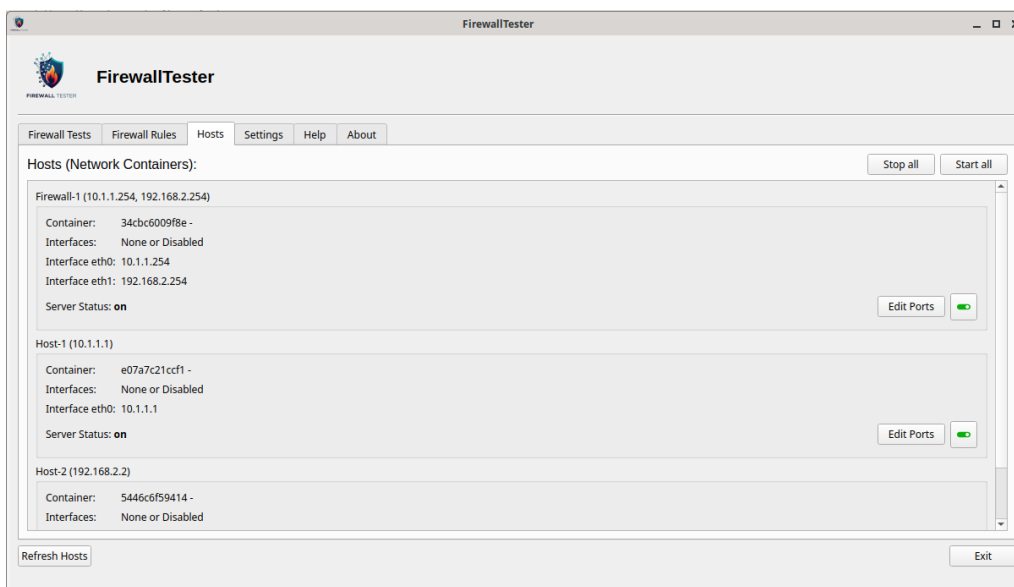 FirewallTester
FIREWALL TESTER
FirewallTester
Firewall Tests Firewall Rules Hosts Settings Help About
Hosts (Network Containers): Stop all Start all
Firewall-1 (10.1.1.254, 192.168.2.254)
Container: 34cbc6009f8e -
Interfaces: None or Disabled
Interface eth0: 10.1.1.254
Interface eth1: 192.168.2.254
Server Status: on Edit Ports
Host-1 (10.1.1.1)
Container: e07a7c21ccf1 -
Interfaces: None or Disabled
Interface eth0: 10.1.1.1
Server Status: on Edit Ports
Host-2 (192.168.2.2)
Container: 5446c6f59414 -
Interfaces: None or Disabled
Refresh Hosts Exit